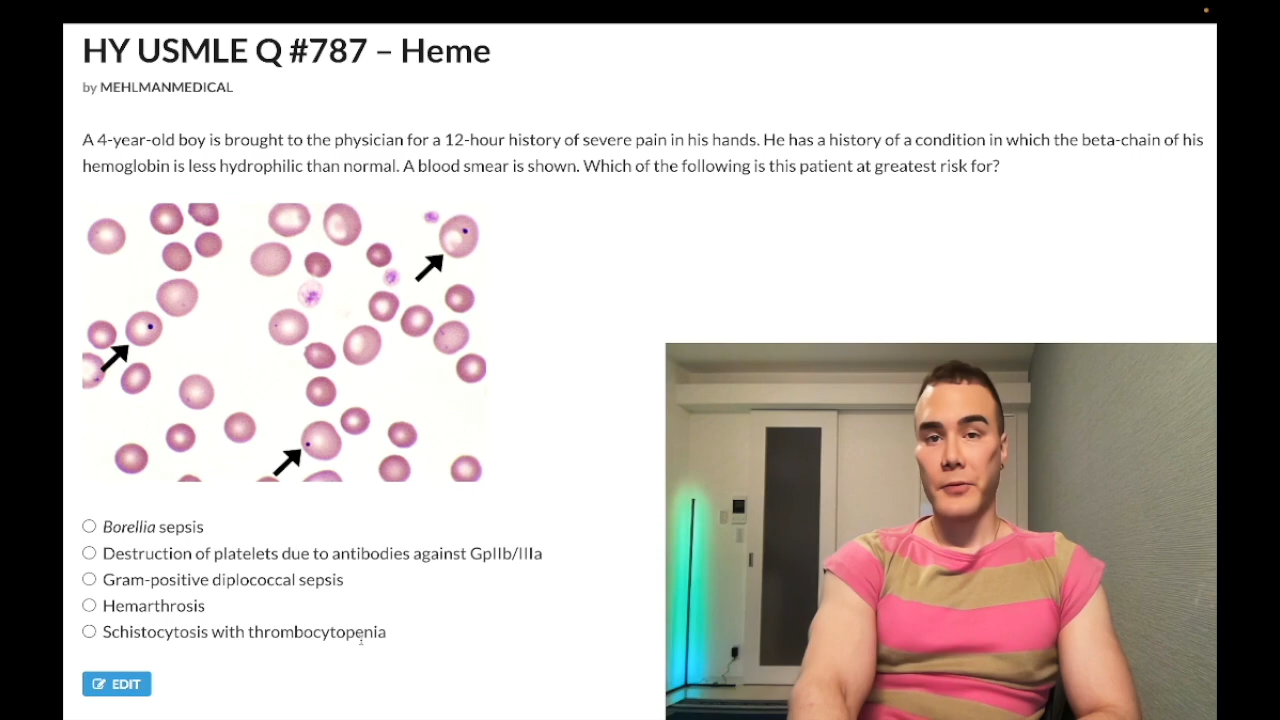 HY USMLE Q #787 – Heme
by MEHLMANMEDICAL
A 4-year-old boy is brought to the physician for a 12-hour history of severe pain in his hands. He has a history of a condition in which the beta-chain of his
hemoglobin is less hydrophilic than normal. A blood smear is shown. Which of the following is this patient at greatest risk for?
Borellia sepsis
Destruction of platelets due to antibodies against GpIIb/IIIa
Gram-positive diplococcal sepsis
Hemarthrosis
Schistocytosis with thrombocytopenia
EDIT